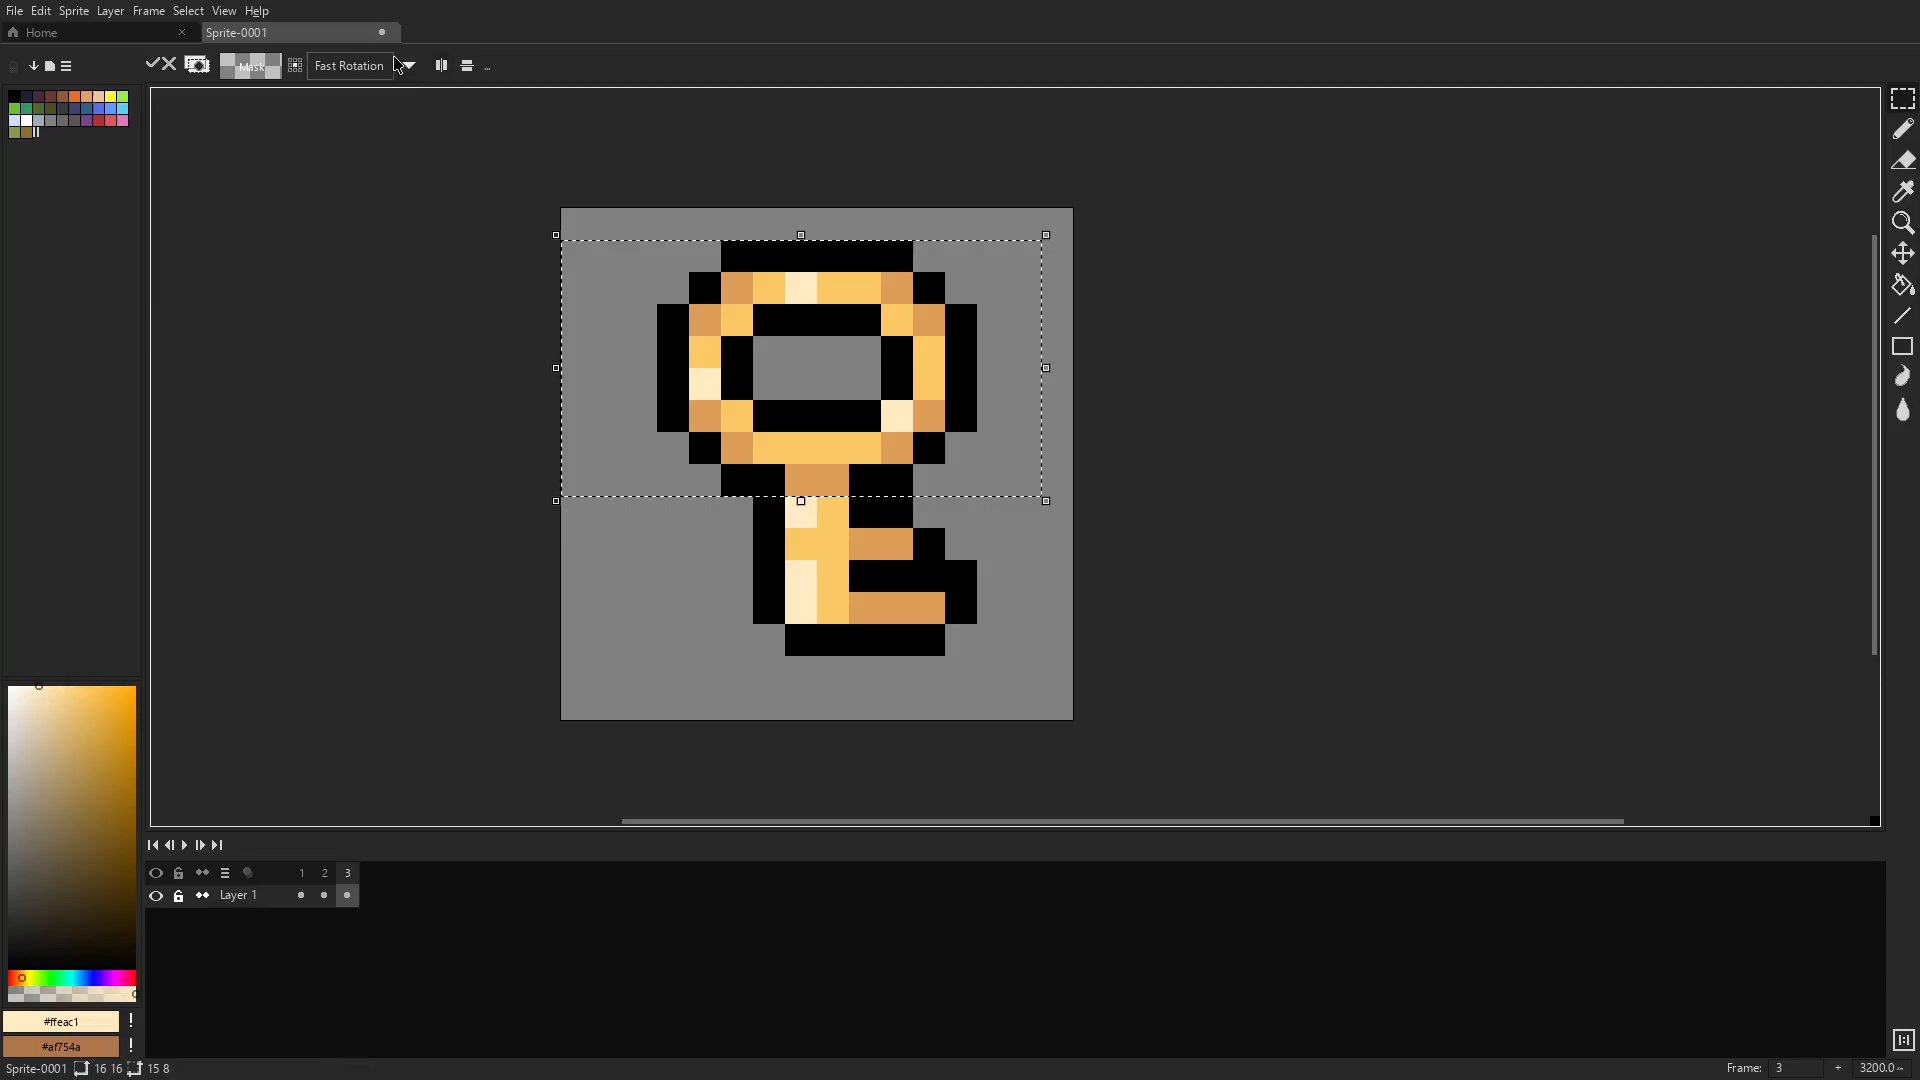 File Edit Sprite Layer Frame Select View Help
Home
Sprite-0001
Mask
Fast Rotation
...
1 2 3
Layer 1
#ffeac1 !
#af754a !
Sprite-0001 16 16 15 8
Frame: 3 + 3200.0